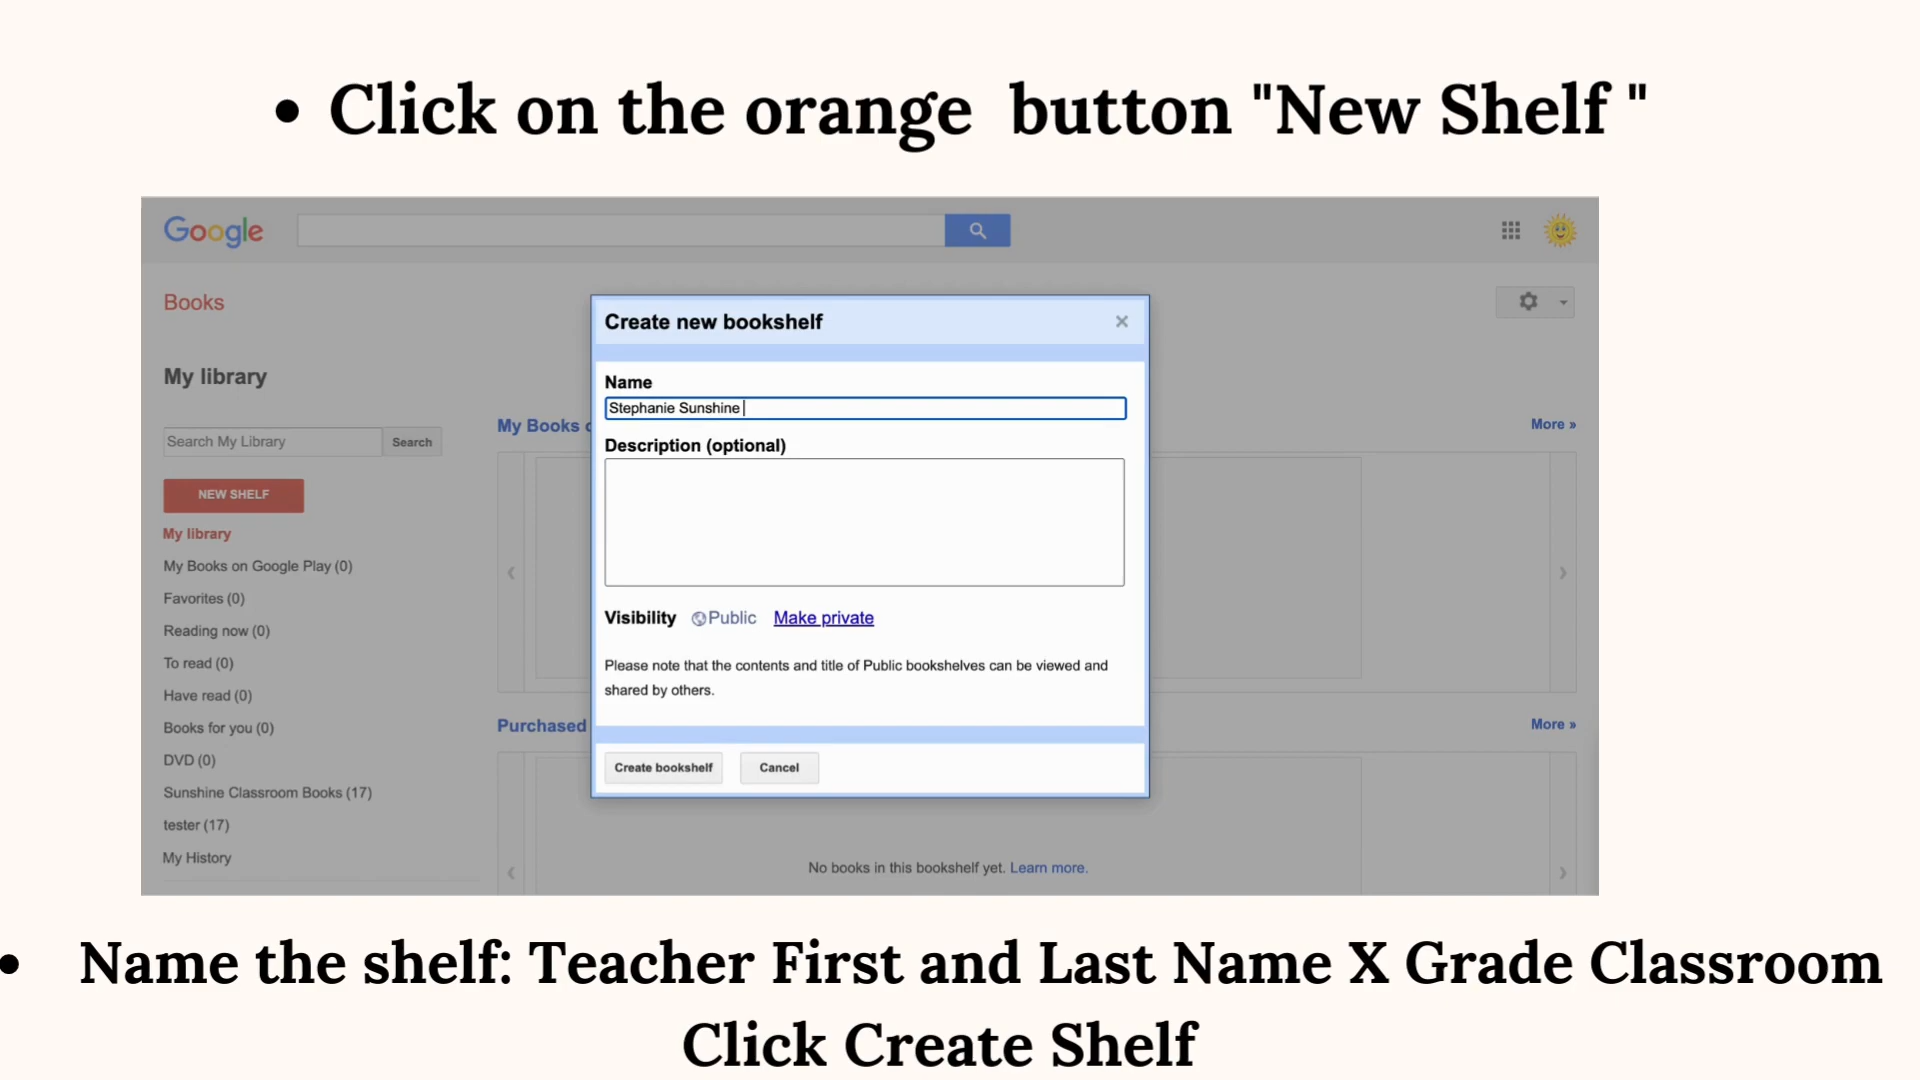 • Click on the orange  button "New Shelf "
Google
Books
My library
Search My Library
Search
NEW SHELF
My library
My Books on Google Play (0)
Favorites (0)
Reading now (0)
To read (0)
Have read (0)
Books for you (0)
DVD (0)
Sunshine Classroom Books (17)
tester (17)
My History
My Books
More »
Purchased
More »
No books in this bookshelf yet. Learn more.
Create new bookshelf
×
Name
Stephanie Sunshine
Description (optional)
Visibility Public Make private
Please note that the contents and title of Public bookshelves can be viewed and
shared by others.
Create bookshelf
Cancel
• Name the shelf: Teacher First and Last Name X Grade Classroom
Click Create Shelf